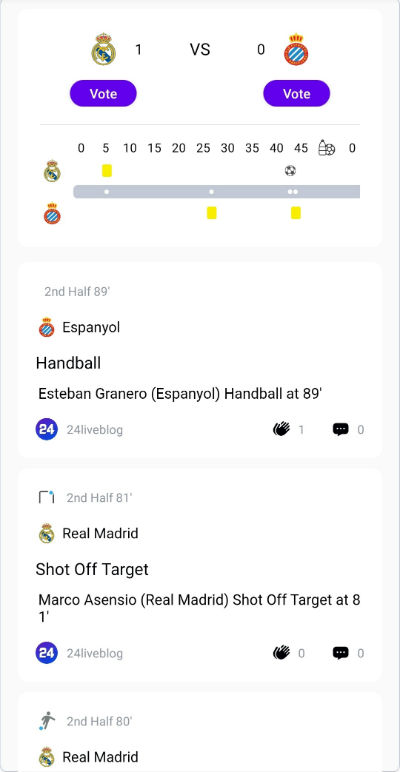 1 VS 0
Vote Vote
0 5 10 15 20 25 30 35 40 45 0
2nd Half 89'
Espanyol
Handball
Esteban Granero (Espanyol) Handball at 89'
24 24liveblog 1 0
2nd Half 81'
Real Madrid
Shot Off Target
Marco Asensio (Real Madrid) Shot Off Target at 8
1'
24 24liveblog 0 0
2nd Half 80'
Real Madrid